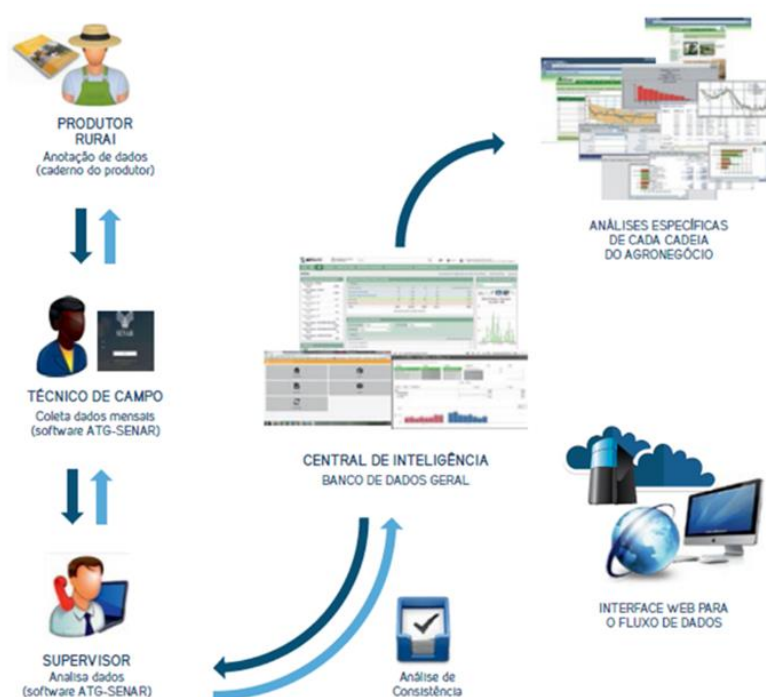 PRODUTOR
RURAI
Anotação de dados
(caderno do produtor)
TÉCNICO DE CAMPO
Coleta dados mensais
(software ATG-SENAR)
SUPERVISOR
Analisa dados
(software ATG-SENAR)
SENAR
CENTRAL DE INTELIGÊNCIA
BANCO DE DADOS GERAL
Análise de
Consistência
ANÁLISES ESPECÍFICAS
DE CADA CADEIA
DO AGRONEGÓCIO
INTERFACE WEB PARA
O FLUXO DE DADOS